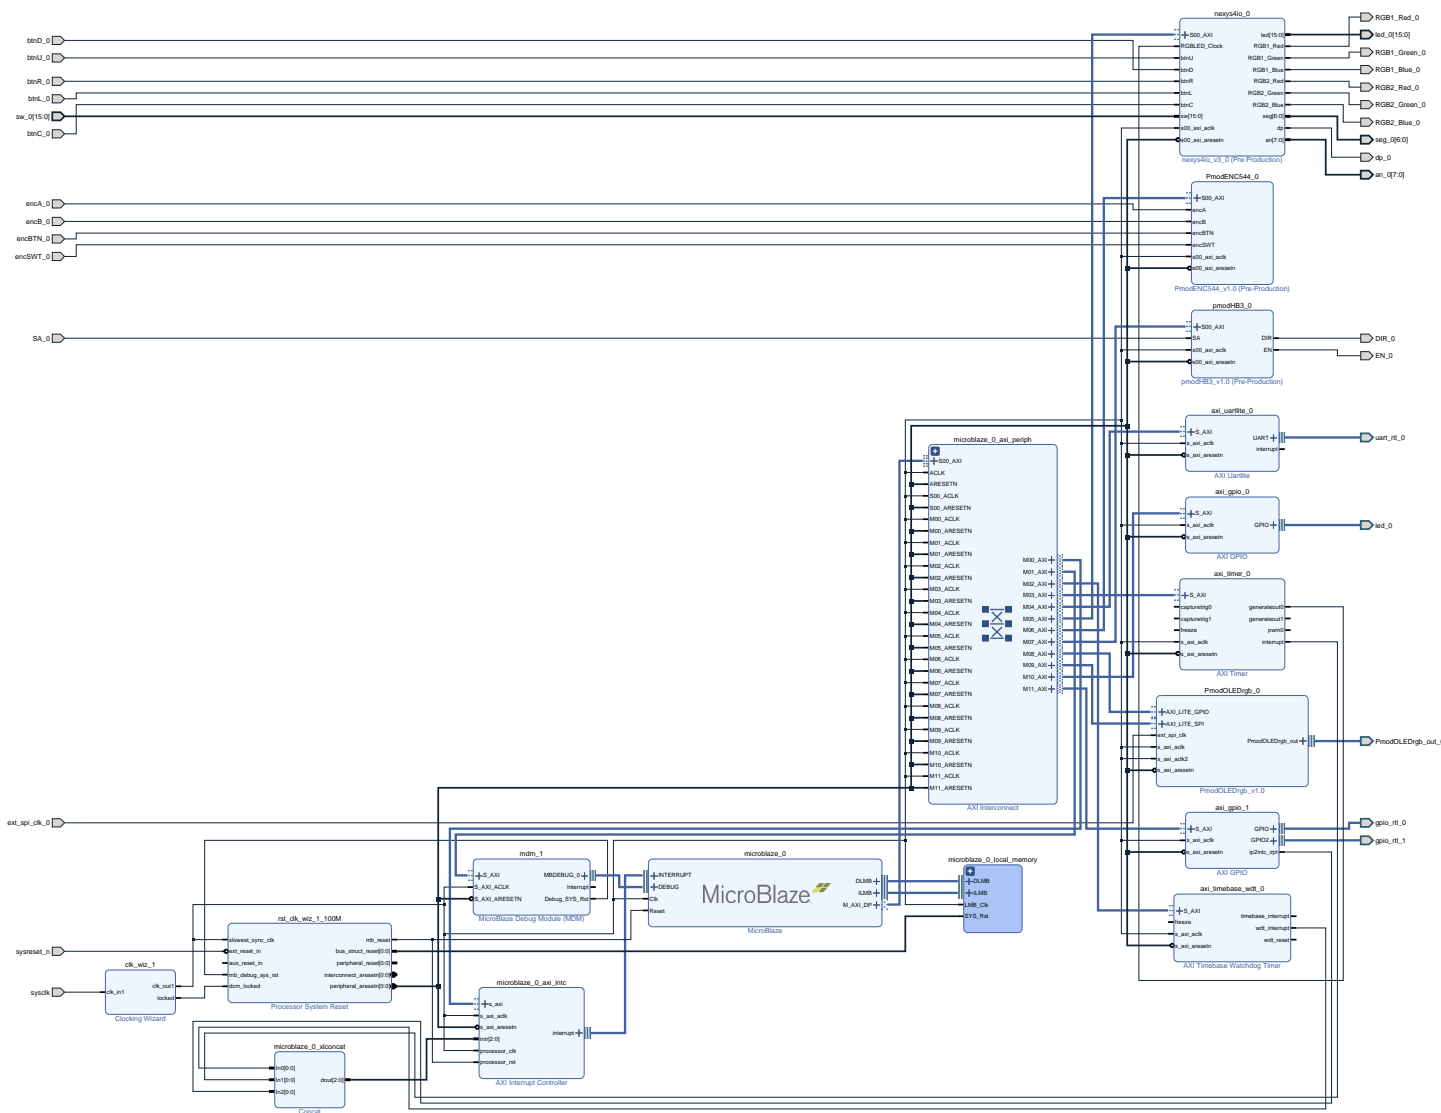 btnD_0
btnU_0
btnR_0
btnL_0
sw_0[15:0]
btnC_0
encA_0
encB_0
encBTN_0
encSWT_0
SA_0
ext_spi_clk_0
sysreset_n
sysclk
nexys4io_0
S00_AXI
RGBLED_Clock
btnU
btnD
btnR
btnL
btnC
sw[15:0]
s00_axi_aclk
s00_axi_aresetn
led[15:0]
RGB1_Red
RGB1_Green
RGB1_Blue
RGB2_Red
RGB2_Green
RGB2_Blue
seg[6:0]
dp
an[7:0]
nexys4io_v3_0 (Pre-Production)
RGB1_Red_0
led_0[15:0]
RGB1_Green_0
RGB1_Blue_0
RGB2_Red_0
RGB2_Green_0
RGB2_Blue_0
seg_0[6:0]
dp_0
an_0[7:0]
PmodENC544_0
S00_AXI
encA
encB
encBTN
encSWT
s00_axi_aclk
s00_axi_aresetn
PmodENC544_v1.0 (Pre-Production)
pmodHB3_0
S00_AXI
SA
s00_axi_aclk
s00_axi_aresetn
DIR
EN
pmodHB3_v1.0 (Pre-Production)
DIR_0
EN_0
axi_uartlite_0
S_AXI
s_axi_aclk
s_axi_aresetn
UART
interrupt
AXI Uartlite
uart_rtl_0
axi_gpio_0
S_AXI
s_axi_aclk
s_axi_aresetn
GPIO
AXI GPIO
led_0
axi_timer_0
S_AXI
capturetrig0
capturetrig1
freeze
s_axi_aclk
s_axi_aresetn
generateout0
generateout1
pwm0
interrupt
AXI Timer
PmodOLEDrgb_0
AXI_LITE_GPIO
AXI_LITE_SPI
ext_spi_clk
s_axi_aclk
s_axi_aclk2
s_axi_aresetn
PmodOLEDrgb_out
PmodOLEDrgb_v1.0
PmodOLEDrgb_out_
axi_gpio_1
S_AXI
s_axi_aclk
s_axi_aresetn
GPIO
GPIO2
ip2intc_irpt
AXI GPIO
gpio_rtl_0
gpio_rtl_1
axi_timebase_wdt_0
S_AXI
freeze
s_axi_aclk
s_axi_aresetn
timebase_interrupt
wdt_interrupt
wdt_reset
AXI Timebase Watchdog Timer
microblaze_0_axi_periph
S00_AXI
ACLK
ARESETN
S00_ACLK
S00_ARESETN
M00_ACLK
M00_ARESETN
M01_ACLK
M01_ARESETN
M02_ACLK
M02_ARESETN
M03_ACLK
M03_ARESETN
M04_ACLK
M04_ARESETN
M05_ACLK
M05_ARESETN
M06_ACLK
M06_ARESETN
M07_ACLK
M07_ARESETN
M08_ACLK
M08_ARESETN
M09_ACLK
M09_ARESETN
M10_ACLK
M10_ARESETN
M11_ACLK
M11_ARESETN
M00_AXI
M01_AXI
M02_AXI
M03_AXI
M04_AXI
M05_AXI
M06_AXI
M07_AXI
M08_AXI
M09_AXI
M10_AXI
M11_AXI
AXI Interconnect
mdm_1
S_AXI
S_AXI_ACLK
S_AXI_ARESETN
MBDEBUG_0
Interrupt
Debug_SYS_Rst
MicroBlaze Debug Module (MDM)
microblaze_0
INTERRUPT
DEBUG
Clk
Reset
MicroBlaze
DLMB
ILMB
M_AXI_DP
MicroBlaze
microblaze_0_local_memory
DLMB
ILMB
LMB_Clk
SYS_Rst
rst_clk_wiz_1_100M
slowest_sync_clk
ext_reset_in
aux_reset_in
mb_debug_sys_rst
dcm_locked
mb_reset
bus_struct_reset[0:0]
peripheral_reset[0:0]
interconnect_aresetn[0:0]
peripheral_aresetn[0:0]
Processor System Reset
clk_wiz_1
clk_in1
clk_out1
locked
Clocking Wizard
microblaze_0_axi_intc
s_axi
s_axi_aclk
s_axi_aresetn
intr[2:0]
processor_clk
processor_rst
interrupt
AXI Interrupt Controller
microblaze_0_xlconcat
In0[0:0]
In1[0:0]
In2[0:0]
dout[2:0]
Concat